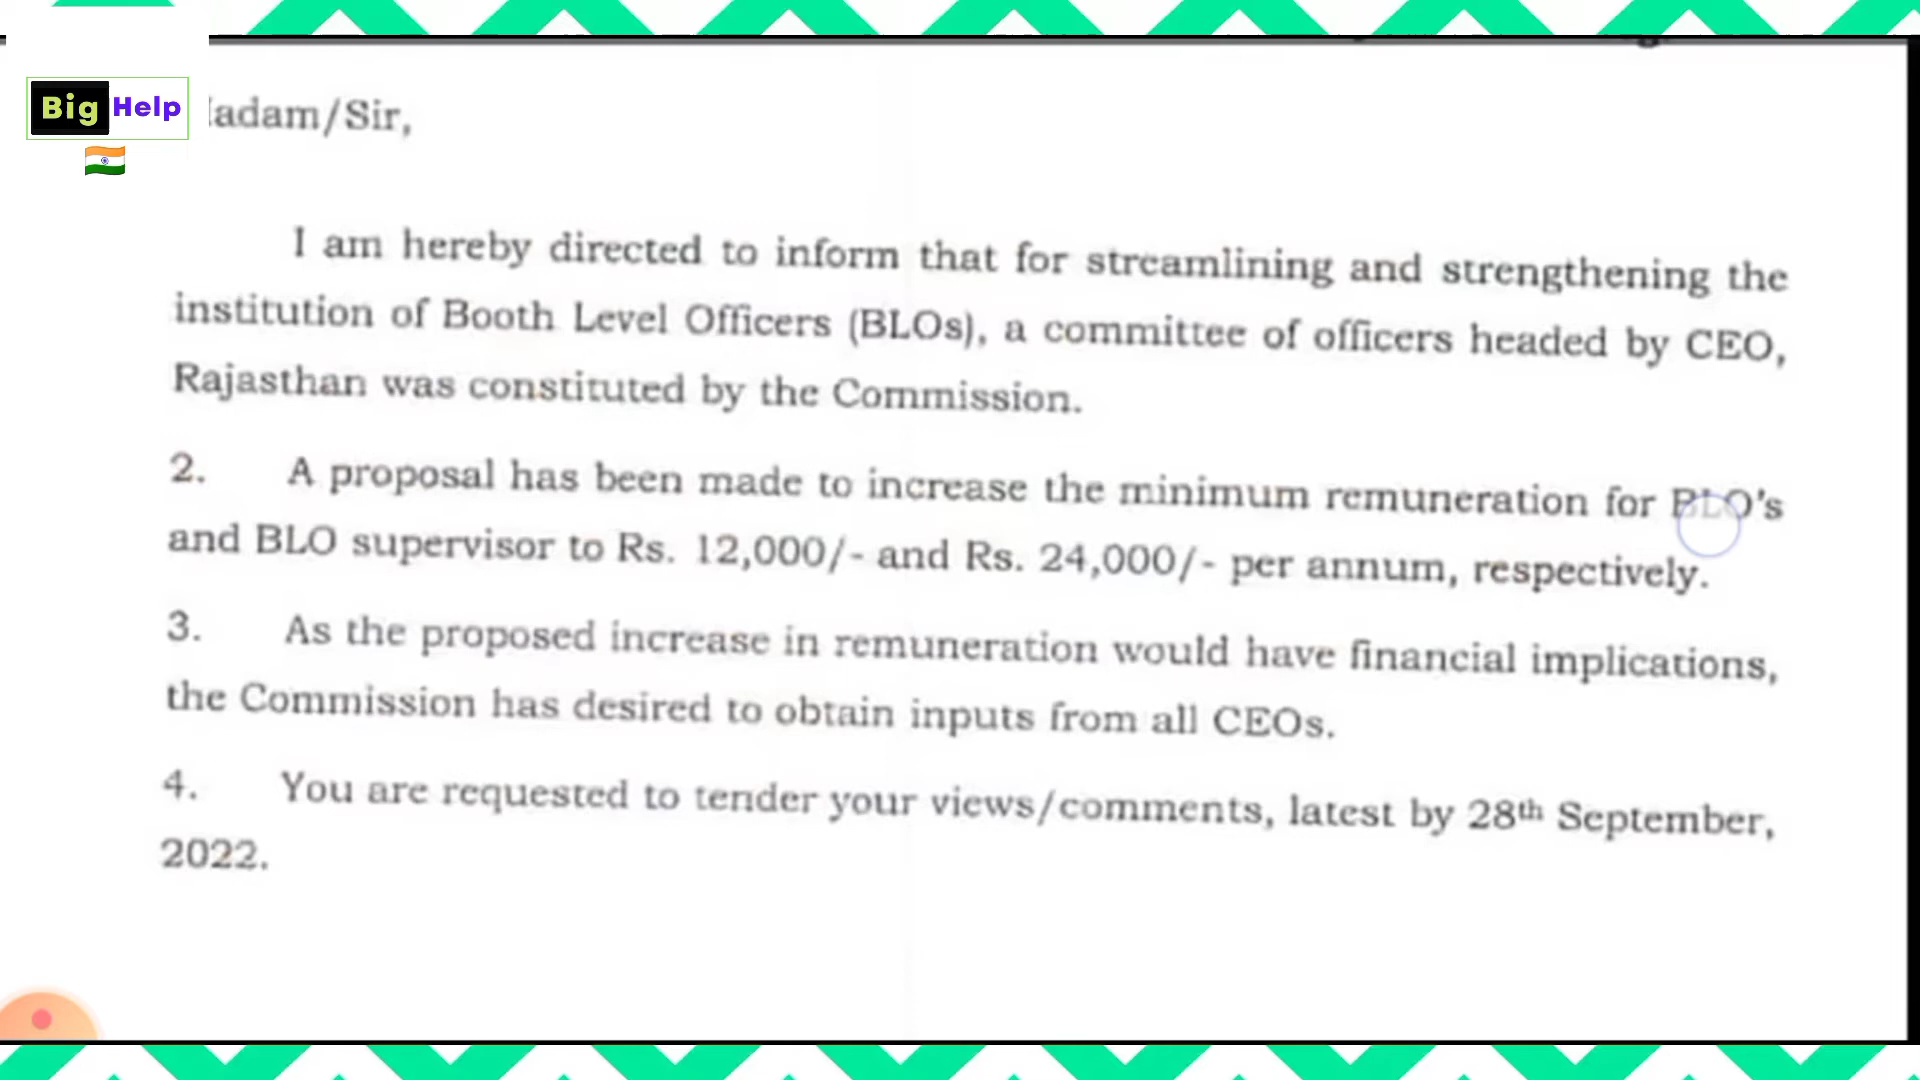 Big Help
adam/Sir,
I am hereby directed to inform that for streamlining and strengthening the
institution of Booth Level Officers (BLOs), a committee of officers headed by CEO,
Rajasthan was constituted by the Commission.
2. A proposal has been made to increase the minimum remuneration for BLO's
and BLO supervisor to Rs. 12,000/- and Rs. 24,000/- per annum, respectively.
3. As the proposed increase in remuneration would have financial implications,
the Commission has desired to obtain inputs from all CEOs.
4. You are requested to tender your views/comments, latest by 28th September,
2022.